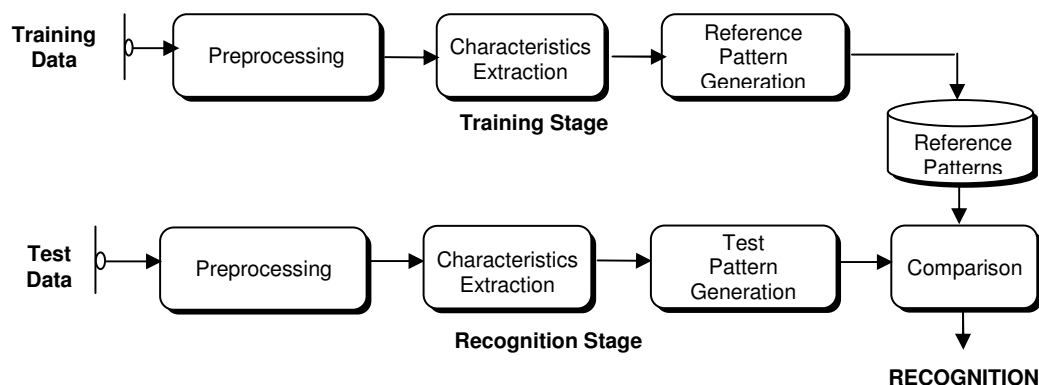 Training
Data
Preprocessing
Characteristics
Extraction
Reference
Pattern
Generation
Training Stage
Reference
Patterns
Test
Data
Preprocessing
Characteristics
Extraction
Test
Pattern
Generation
Comparison
Recognition Stage
RECOGNITION